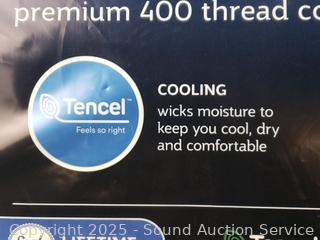 premium 400 thread co
Tencel™
Feels so right
COOLING
wicks moisture to
keep you cool, dry
and comfortable
LIFETIME
Copyright 2025 - Sound Auction Service